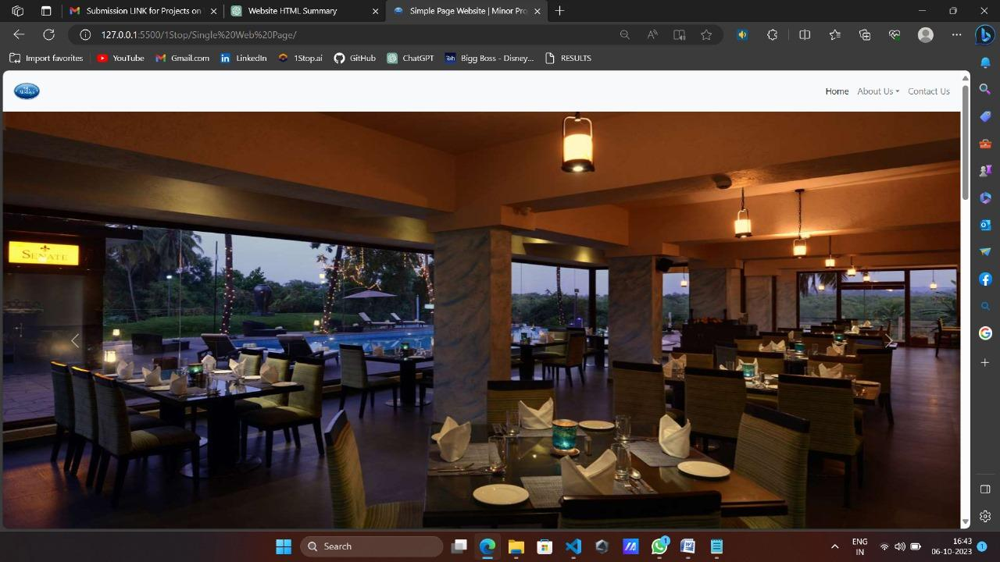 Submission LINK for Projects on
Website HTML Summary
Simple Page Website | Minor Pro
127.0.0.1:5500/1Stop/Single%20Web%20Page/
Import favorites
YouTube
Gmail.com
LinkedIn
1Stop.ai
GitHub
ChatGPT
Bigg Boss - Disney...
RESULTS
Home
About Us
Contact Us
SENATE
Search
1
ENG
IN
16:43
06-10-2023
1